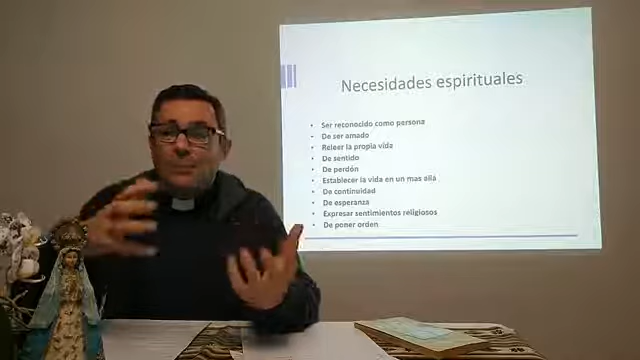 Necesidades espirituales
• Ser reconocido como persona
• De ser amado
• Releer la propia vida
• De sentido
• De perdón
• Establecer la vida en un mas allá
• De continuidad
• De esperanza
• Expresar sentimientos religiosos
• De poner orden